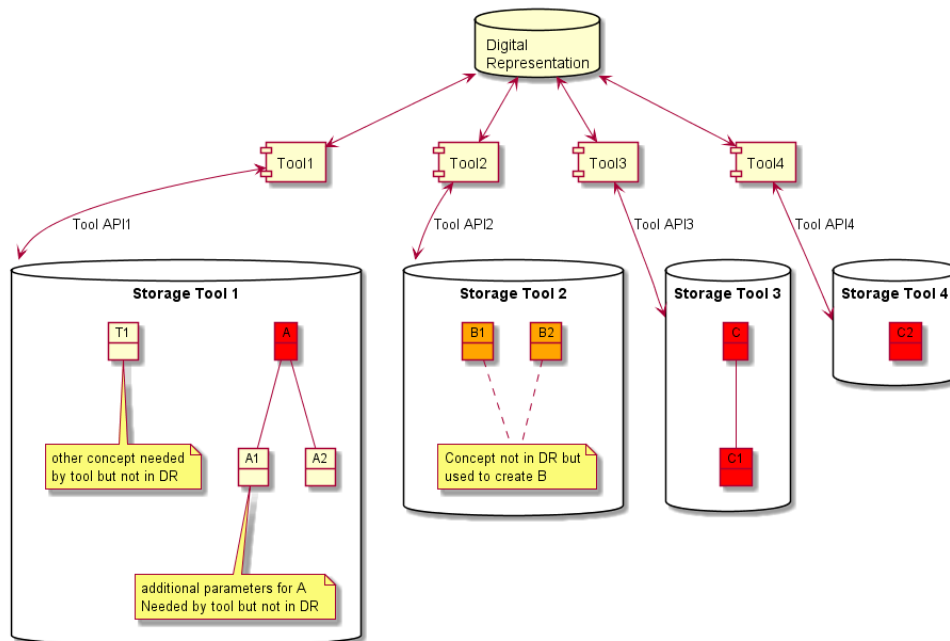 Digital
Representation
Tool1
Tool2
Tool3
Tool4
Tool API1
Tool API2
Tool API3
Tool API4
Storage Tool 1
Storage Tool 2
Storage Tool 3
Storage Tool 4
T1
A
B1
B2
C
C2
other concept needed
by tool but not in DR
A1
A2
Concept not in DR but
used to create B
C1
additional parameters for A
Needed by tool but not in DR